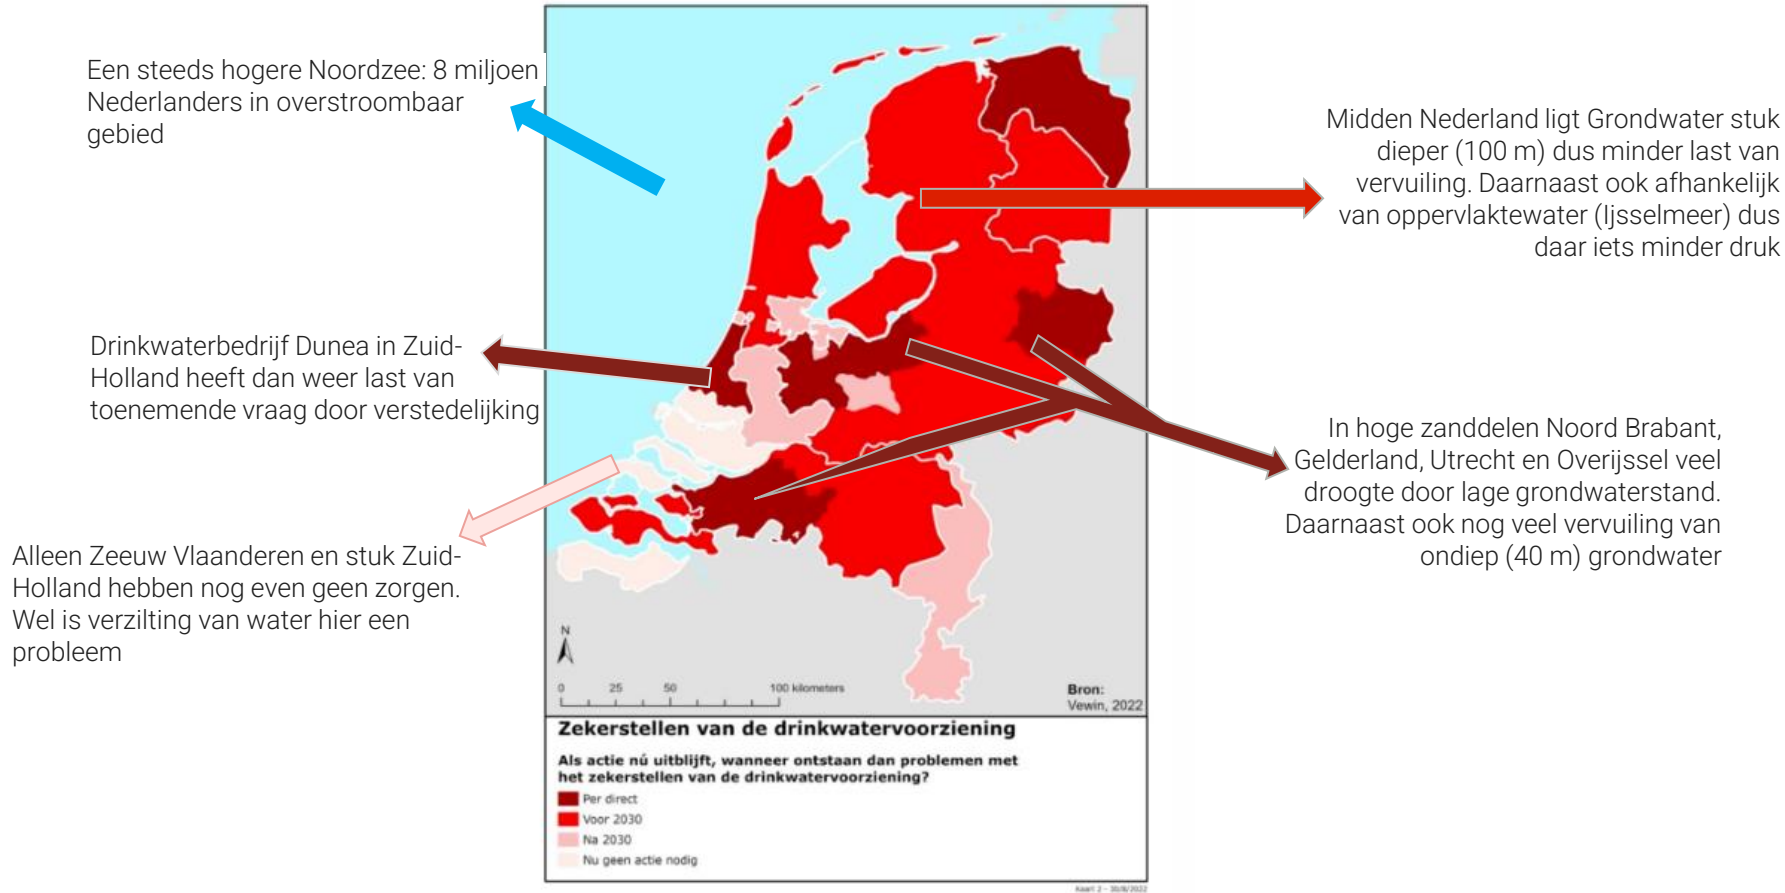 Een steeds hogere Noordzee: 8 miljoen
Nederlanders in overstroombaar
gebied
Midden Nederland ligt Grondwater stuk
dieper (100 m) dus minder last van
vervuiling. Daarnaast ook afhankelijk
van oppervlaktewater (Ijsselmeer) dus
daar iets minder druk
Drinkwaterbedrijf Dunea in Zuid-
Holland heeft dan weer last van
toenemende vraag door verstedelijking
In hoge zanddelen Noord Brabant,
Gelderland, Utrecht en Overijssel veel
droogte door lage grondwaterstand.
Daarnaast ook nog veel vervuiling van
ondiep (40 m) grondwater
Alleen Zeeuw Vlaanderen en stuk Zuid-
Holland hebben nog even geen zorgen.
Wel is verzilting van water hier een
probleem
N
0 25 50 100 kilometers
Bron:
Vewin, 2022
Zekerstellen van de drinkwatervoorziening
Als actie nú uitblijft, wanneer ontstaan dan problemen met
het zekerstellen van de drinkwatervoorziening?
Per direct
Voor 2030
Na 2030
Nu geen actie nodig
Kaart 2 - 30/8/2022